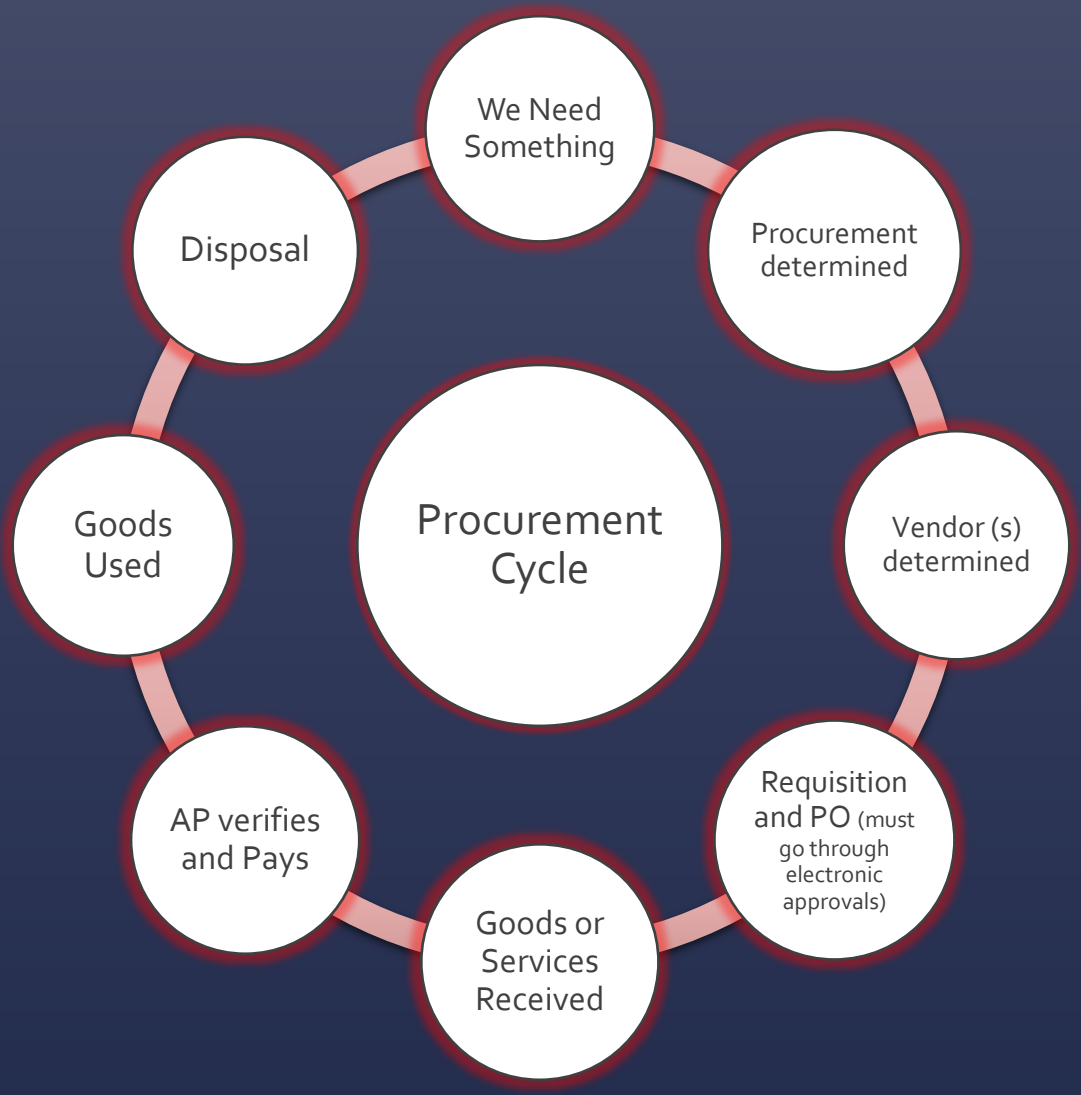 We Need
Something
Procurement
determined
Vendor (s)
determined
Requisition
and PO (must
go through
electronic
approvals)
Goods or
Services
Received
AP verifies
and Pays
Goods
Used
Disposal
Procurement
Cycle